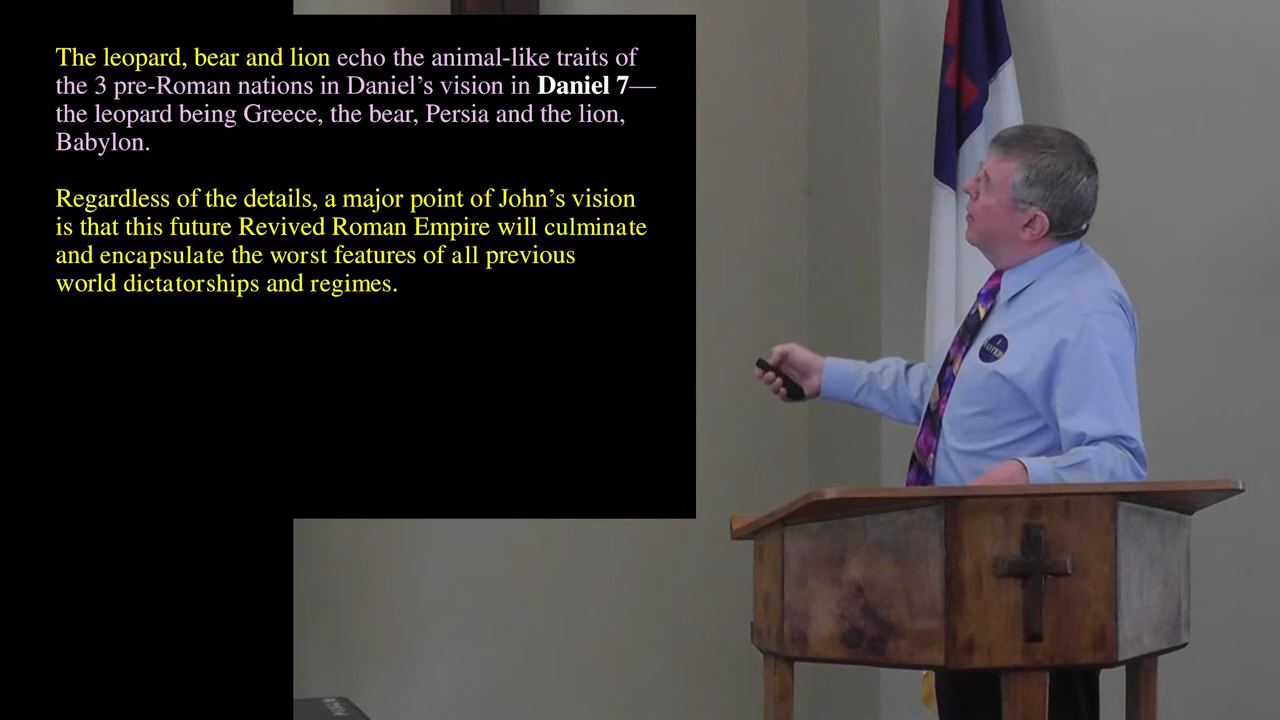 The leopard, bear and lion echo the animal-like traits of
the 3 pre-Roman nations in Daniel’s vision in Daniel 7—
the leopard being Greece, the bear, Persia and the lion,
Babylon.
Regardless of the details, a major point of John’s vision
is that this future Revived Roman Empire will culminate
and encapsulate the worst features of all previous
world dictatorships and regimes.
I